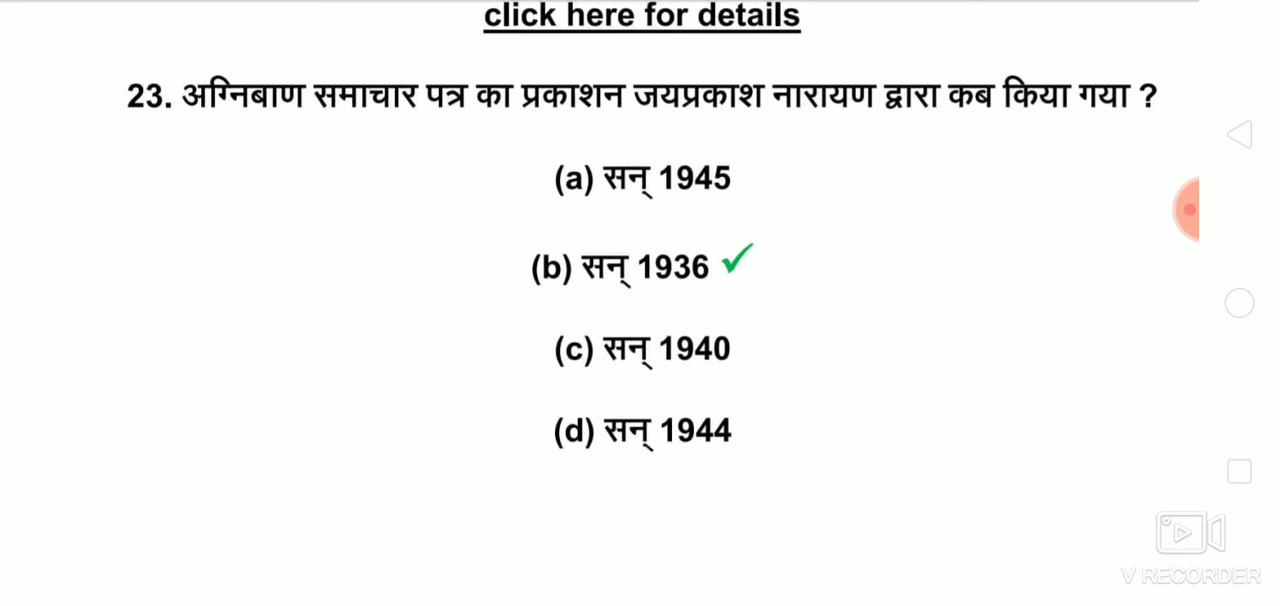 click here for details
23. अग्निबाण समाचार पत्र का प्रकाशन जयप्रकाश नारायण द्वारा कब किया गया ?
(a) सन् 1945
(b) सन् 1936
(c) सन् 1940
(d) सन् 1944
V RECORDER